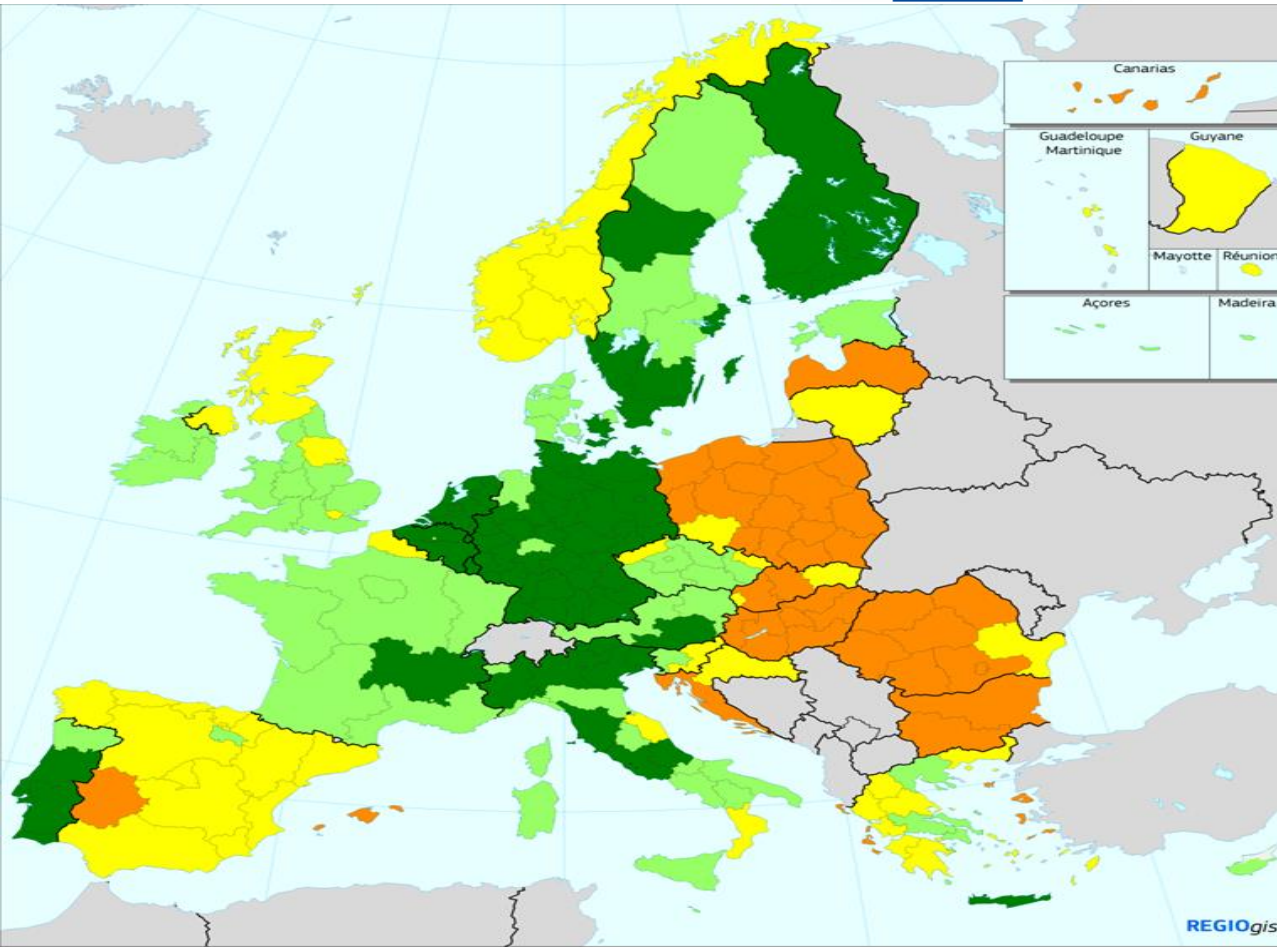 Canarias
Guadeloupe
Martinique
Guyane
Mayotte
Réunion
Açores
Madeira
REGIOgis